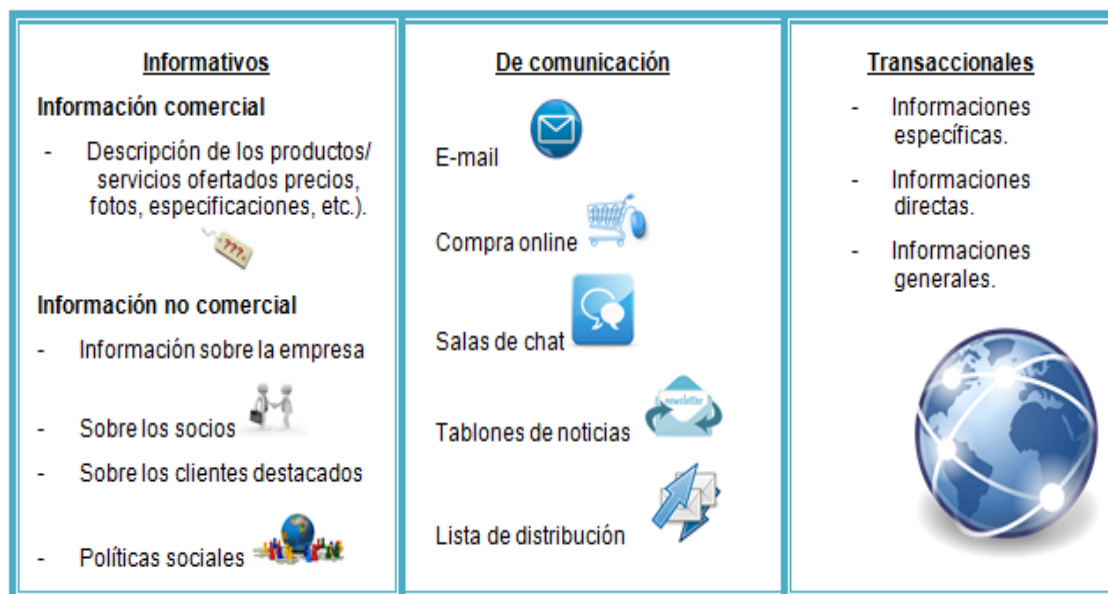 Informativos
Información comercial
- Descripción de los productos/
servicios ofertados precios,
fotos, especificaciones, etc.).
???.
Información no comercial
- Información sobre la empresa
- Sobre los socios
- Sobre los clientes destacados
- Políticas sociales
De comunicación
E-mail
Compra online
Salas de chat
newsletter
Tablones de noticias
Lista de distribución
Transaccionales
- Informaciones
específicas.
- Informaciones
directas.
- Informaciones
generales.